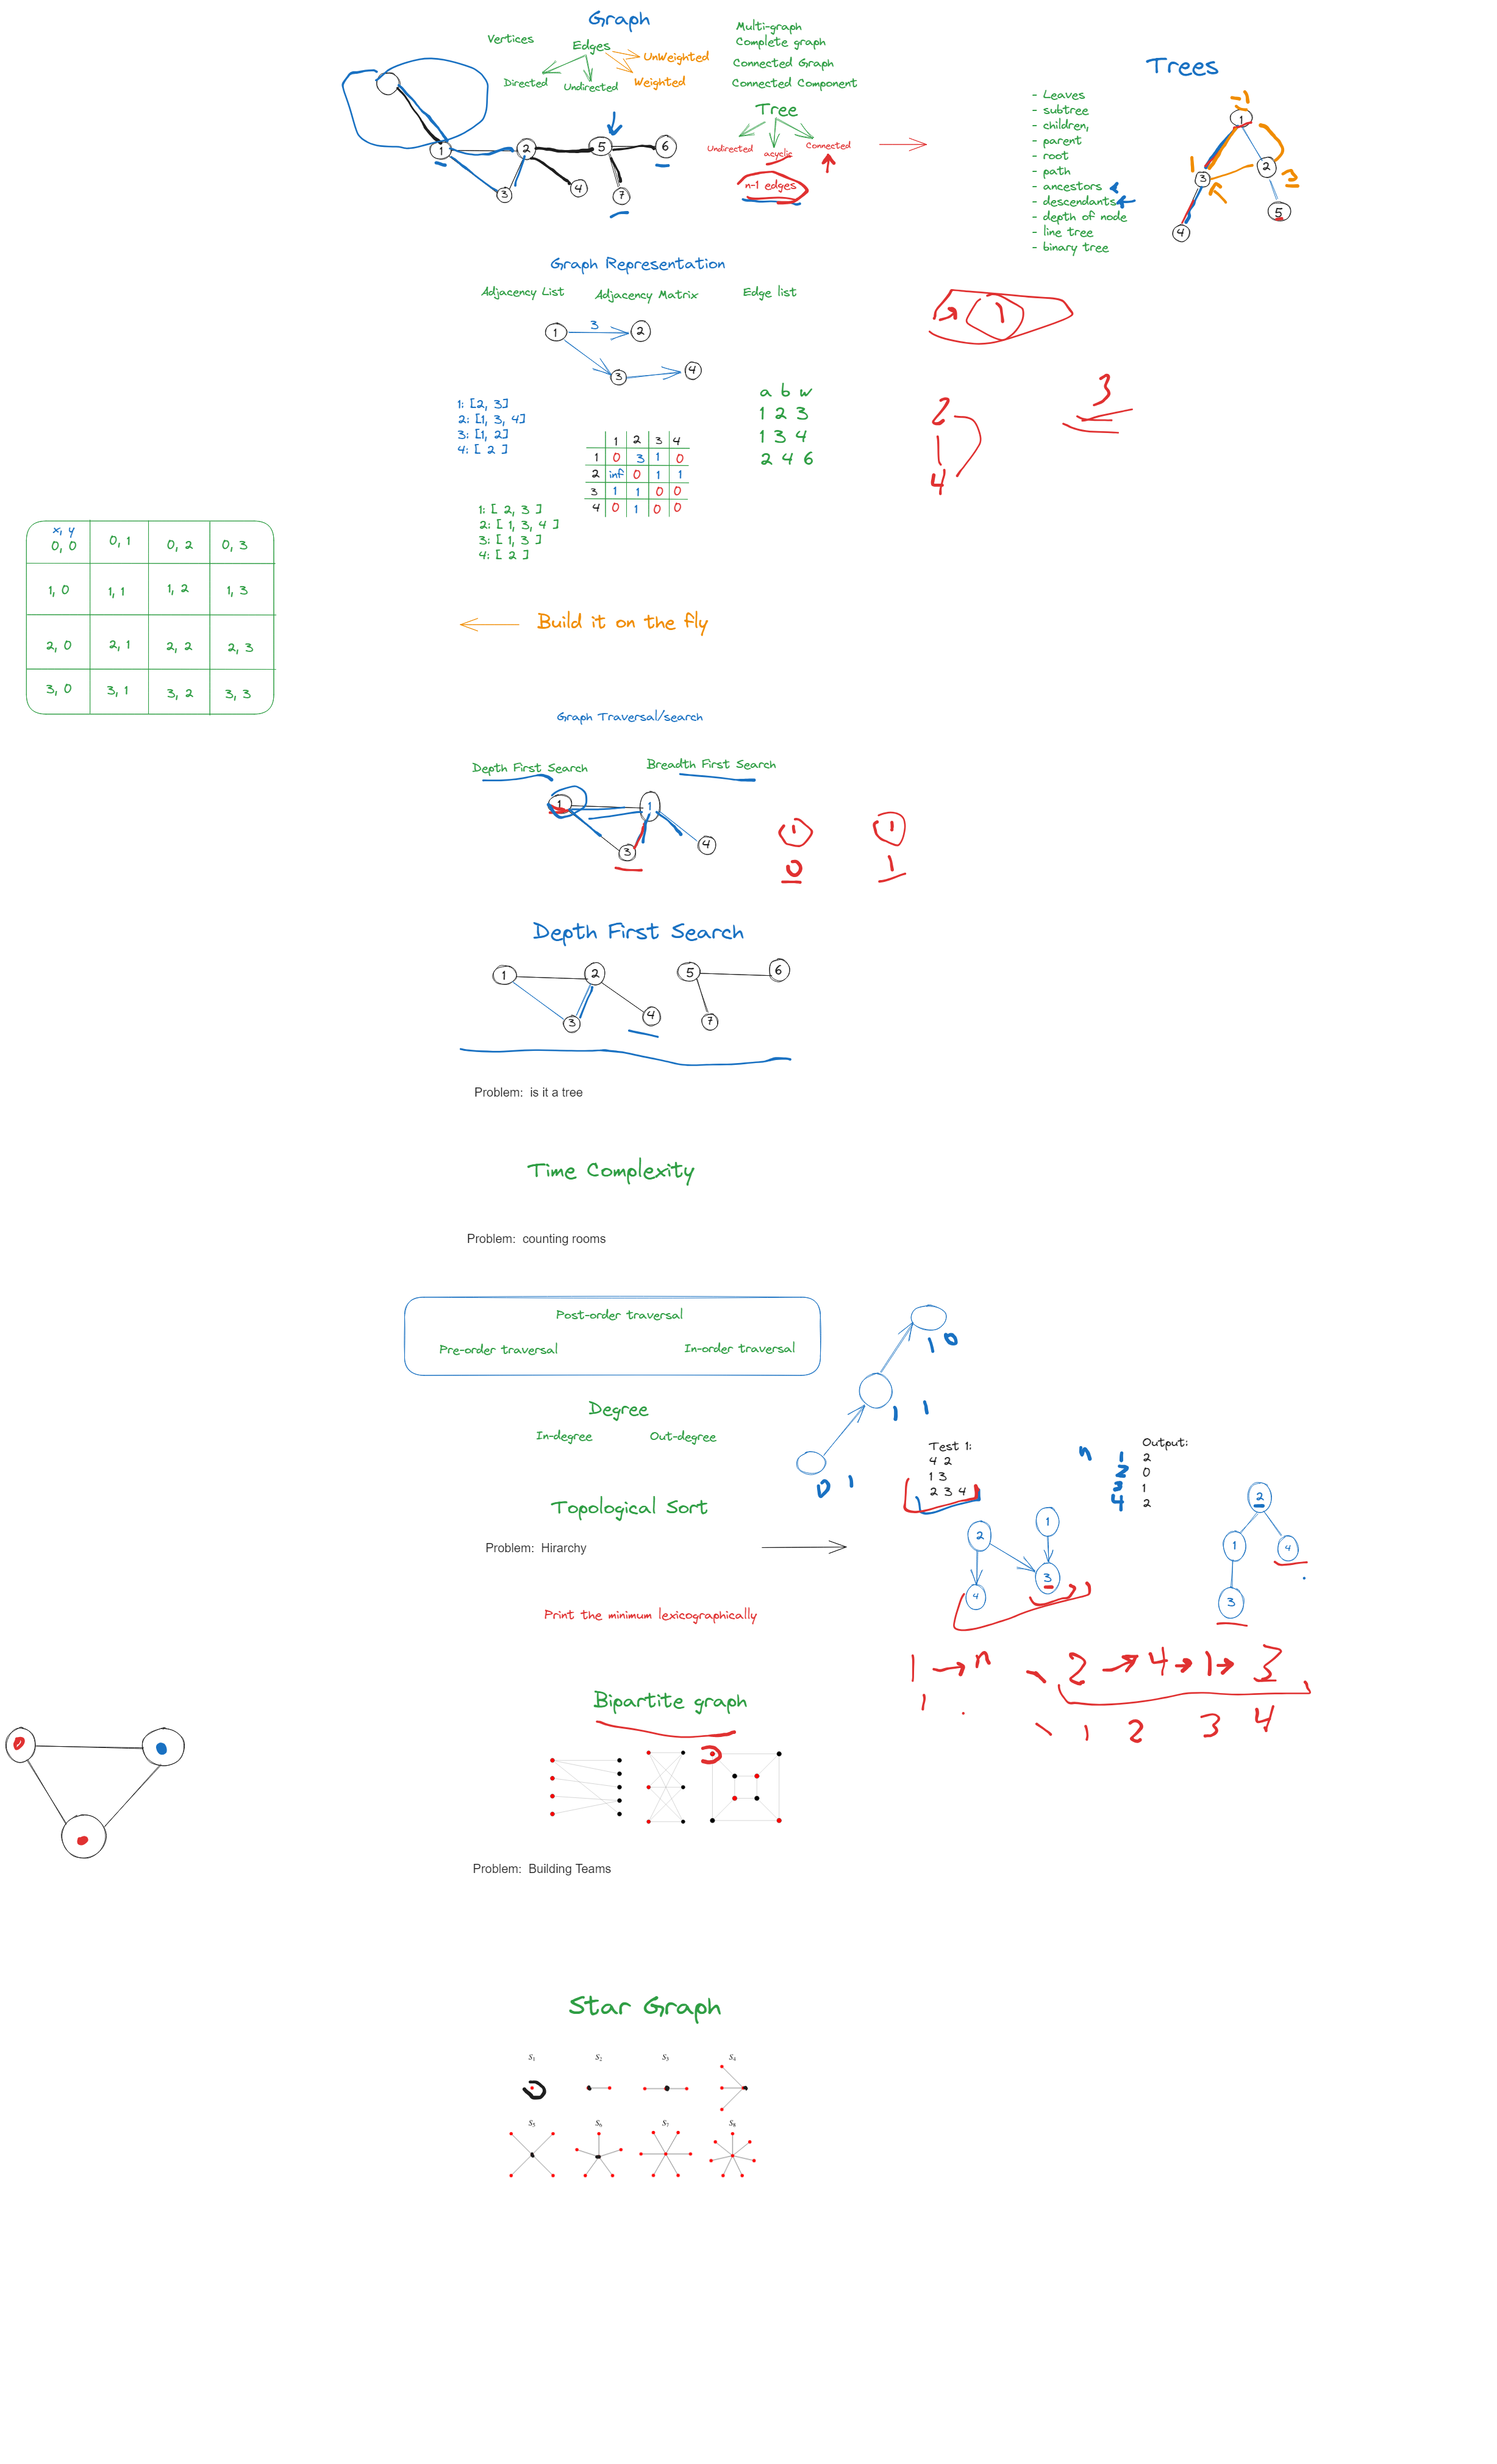 Graph
Vertices
Edges
UnWeighted
Directed
Undirected
Weighted
Multi-graph
Complete graph
Connected Graph
Connected Component
Tree
Undirected
acyclic
Connected
n-1 edges
1
2
5
6
3
4
7
Trees
- Leaves
- subtree
- children,
- parent
- root
- path
- ancestors
- descendants
- depth of node
- line tree
- binary tree
-1
1
1
3
2
3
5
4
Graph Representation
Adjacency List
Adjacency Matrix
Edge list
1
3
2
3
4
1: [2, 3]
2: [1, 3, 4]
3: [1, 2]
4: [ 2 ]
1 2 3 4
1 0 3 1 0
2 inf 0 1 1
3 1 1 0 0
4 0 1 0 0
a b w
1 2 3
1 3 4
2 4 6
1: [ 2, 3 ]
2: [ 1, 3, 4 ]
3: [ 1, 3 ]
4: [ 2 ]
1
2
1
4
3
x, y
0, 0 0, 1 0, 2 0, 3
1, 0 1, 1 1, 2 1, 3
2, 0 2, 1 2, 2 2, 3
3, 0 3, 1 3, 2 3, 3
Build it on the fly
Graph Traversal/search
Depth First Search
Breadth First Search
1
1
3
4
1
1
0
1
Depth First Search
1
2
3
4
5
6
7
Problem: is it a tree
Time Complexity
Problem: counting rooms
Post-order traversal
Pre-order traversal
In-order traversal
Degree
In-degree
Out-degree
1 0
1 1
0 1
Topological Sort
Problem: Hirarchy
Print the minimum lexicographically
Test 1:
4 2
1 3
2 3 4
n
1
2
3
4
Output:
2
0
1
2
2
1
3
4
2
1
4
3
1 → n
2 → 4 → 1 → 3
1
1 2 3 4
Bipartite graph
Problem: Building Teams
Star Graph
S1
S2
S3
S4
S5
S6
S7
S8